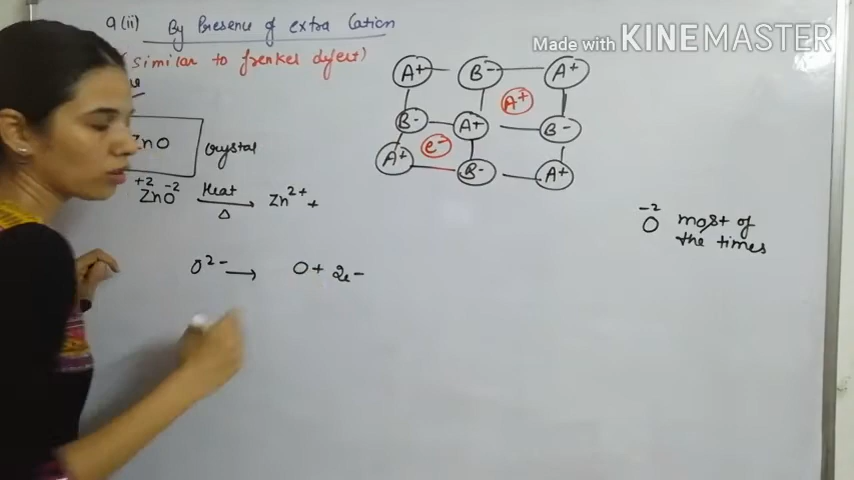 9(ii) By Presence of extra Cation
(similar to frenkel defect)
Made with KINEMASTER
A+ B- A+
A+
B- A+ B-
e-
A+ B- A+
ZnO crystal
+2 -2
ZnO Heat Δ → Zn2+ +
O2- → O + 2e-
-2
O most of
the times